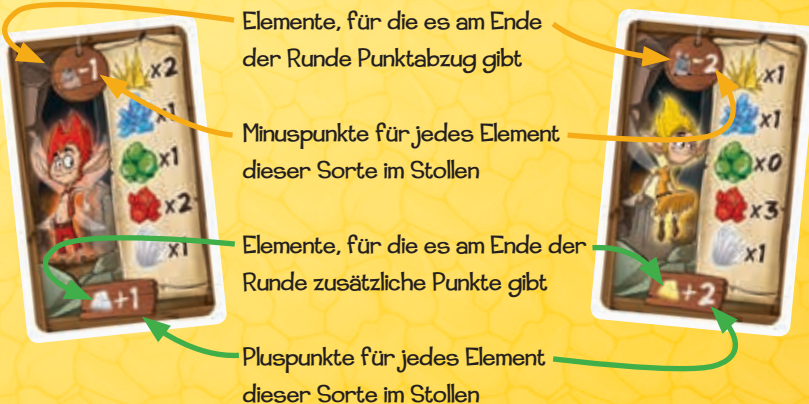 Elemente, für die es am Ende
der Runde Punktabzug gibt
Minuspunkte für jedes Element
dieser Sorte im Stollen
Elemente, für die es am Ende der
Runde zusätzliche Punkte gibt
Pluspunkte für jedes Element
dieser Sorte im Stollen
-1
x2
x1
x1
x2
x1
+1
-2
x1
x1
x0
x3
x1
+2